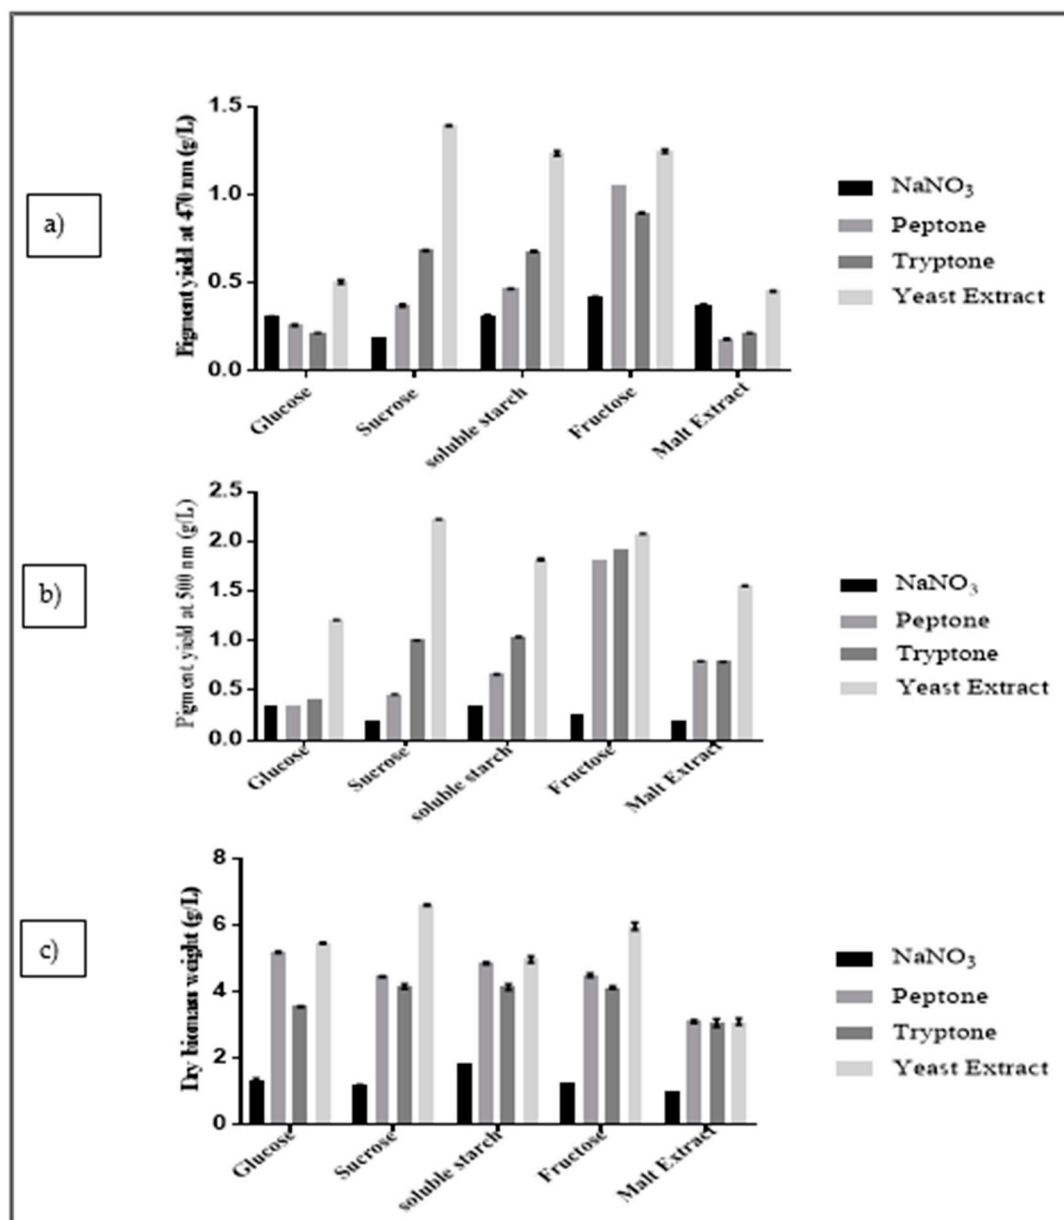 a)
Pigment yield at 470 nm (g/L)
1.5
1.0
0.5
0.0
Glucose
Sucrose
soluble starch
Fructose
Malt Extract
NaNO₃
Peptone
Tryptone
Yeast Extract
b)
Pigment yield at 500 nm (g/L)
2.5
2.0
1.5
1.0
0.5
0.0
Glucose
Sucrose
soluble starch
Fructose
Malt Extract
NaNO₃
Peptone
Tryptone
Yeast Extract
c)
Dry biomass weight (g/L)
8
6
4
2
0
Glucose
Sucrose
soluble starch
Fructose
Malt Extract
NaNO₃
Peptone
Tryptone
Yeast Extract